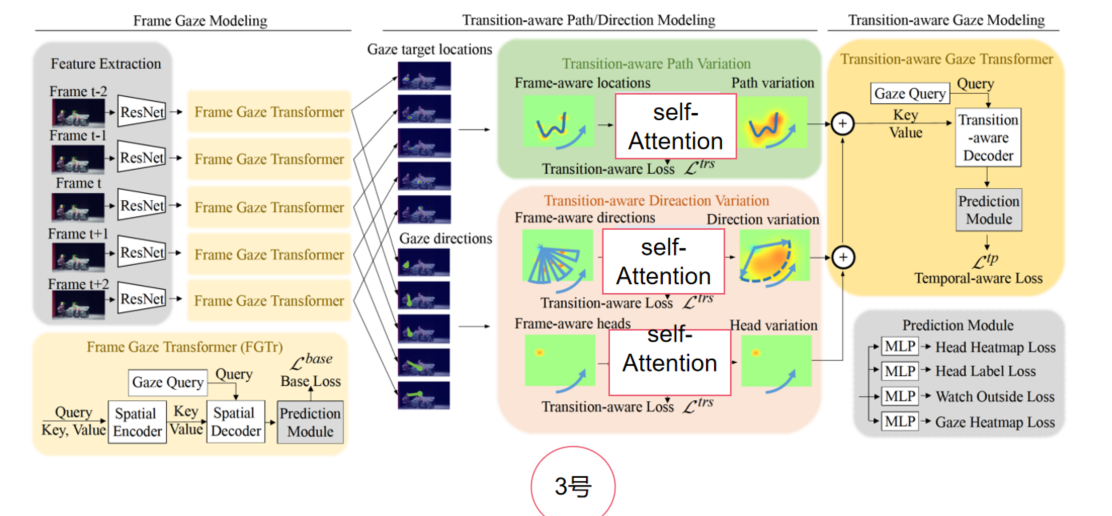 Frame Gaze Modeling
Transition-aware Path/Direction Modeling
Transition-aware Gaze Modeling
Feature Extraction
Frame t-2
ResNet
Frame Gaze Transformer
Frame t-1
ResNet
Frame Gaze Transformer
Frame t
ResNet
Frame Gaze Transformer
Frame t+1
ResNet
Frame Gaze Transformer
Frame t+2
ResNet
Frame Gaze Transformer
Frame Gaze Transformer (FGTr)
Gaze Query
Query
ℒbase
Base Loss
Query
Key, Value
Spatial
Encoder
Key
Value
Spatial
Decoder
Prediction
Module
Gaze target locations
Gaze directions
Transition-aware Path Variation
Frame-aware locations
self-
Attention
Path variation
Transition-aware Loss ℒtrs
Transition-aware Direaction Variation
Frame-aware directions
self-
Attention
Direction variation
Transition-aware Loss ℒtrs
Frame-aware heads
self-
Attention
Head variation
Transition-aware Loss ℒtrs
+
+
Transition-aware Gaze Transformer
Gaze Query
Query
Key
Value
Transition
-aware
Decoder
Prediction
Module
ℒtp
Temporal-aware Loss
Prediction Module
MLP
Head Heatmap Loss
MLP
Head Label Loss
MLP
Watch Outside Loss
MLP
Gaze Heatmap Loss
3号